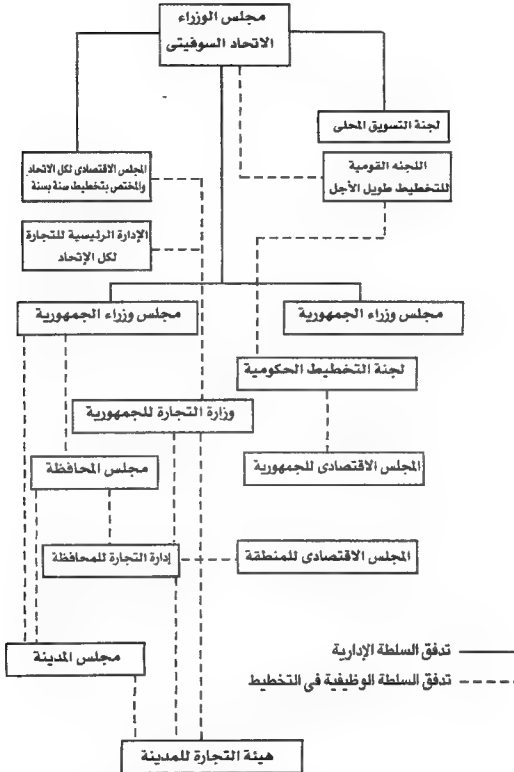 مجلس الوزراء
الاتحاد السوفيتى
لجنة التسويق المحلى
اللجنه القومية
للتخطيط طويل الأجل
المجلس الاقتصادى لكل الاتحاد
والمختص بتخطيط سنة بسنة
الإدارة الرئيسية للتجارة
لكل الإتحاد
مجلس وزراء الجمهورية
مجلس وزراء الجمهورية
لجنة التخطيط الحكومية
وزارة التجارة للجمهورية
المجلس الاقتصادى للجمهورية
مجلس المحافظة
المجلس الاقتصادى للمنطقة
إدارة التجارة للمحافظة
مجلس المدينة
تدفق السلطة الإدارية
تدفق السلطة الوظيفية فى التخطيط
هيئة التجارة للمدينة